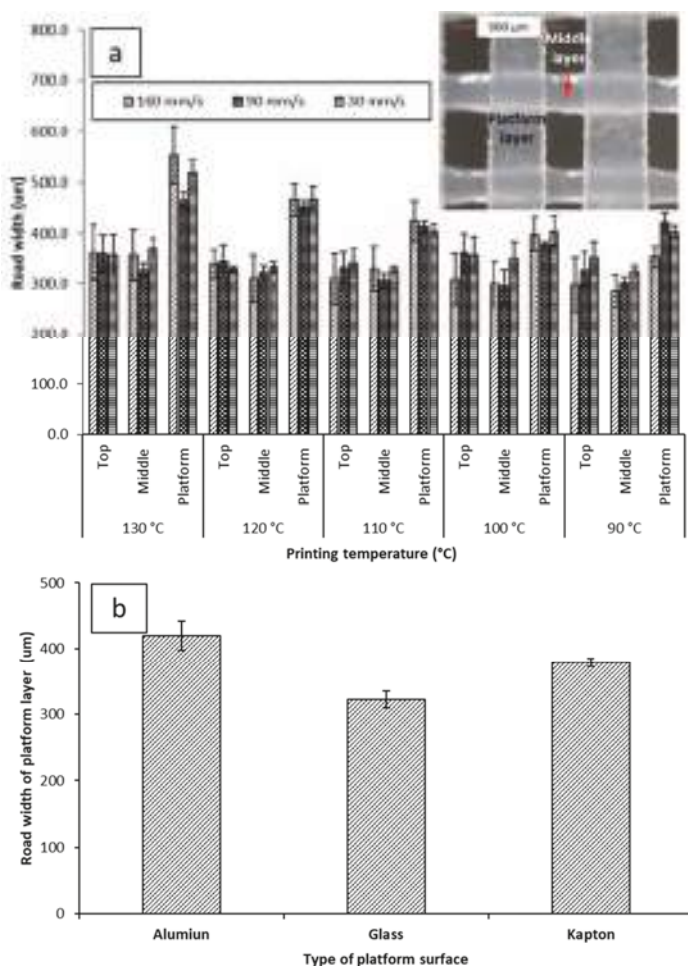 a
800.0
700.0
600.0
500.0
400.0
300.0
200.0
100.0
0.0
Road width (um)
160 mm/s 90 mm/s 30 mm/s
Middle
layer
Platform
layer
Top Middle Platform Top Middle Platform Top Middle Platform Top Middle Platform Top Middle Platform
130 °C 120 °C 110 °C 100 °C 90 °C
Printing temperature (°C)
b
500
400
300
200
100
0
Road width of platform layer (um)
Alumiun Glass Kapton
Type of platform surface